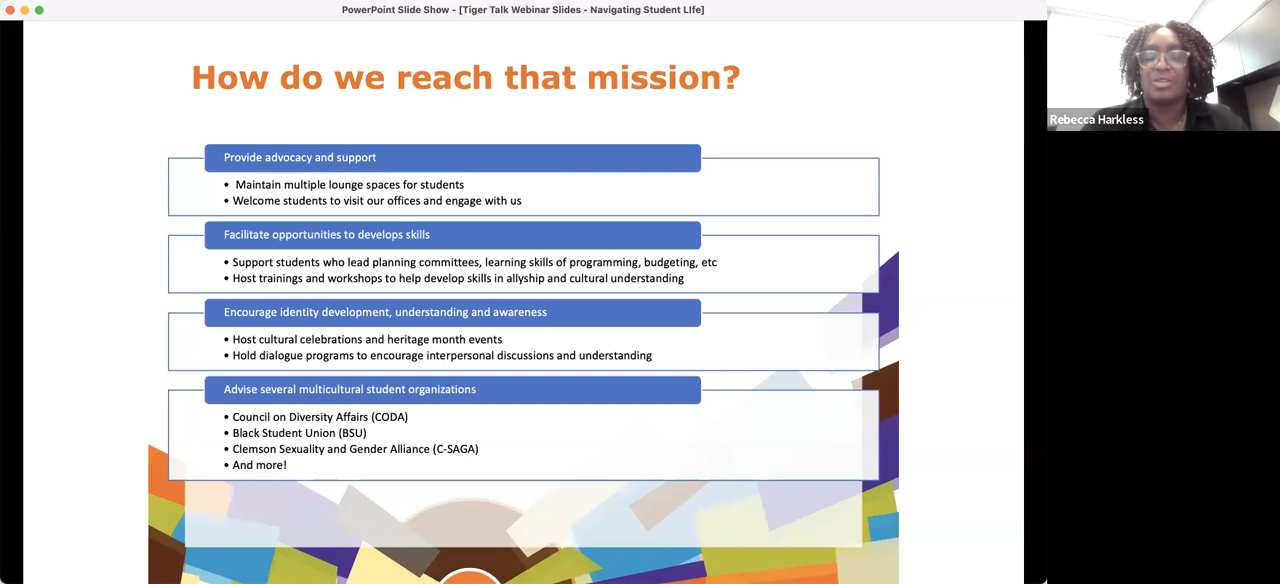 PowerPoint Slide Show - [Tiger Talk Webinar Slides - Navigating Student LIfe]
How do we reach that mission?
Rebecca Harkless
Provide advocacy and support
• Maintain multiple lounge spaces for students
• Welcome students to visit our offices and engage with us
Facilitate opportunities to develops skills
• Support students who lead planning committees, learning skills of programming, budgeting, etc
• Host trainings and workshops to help develop skills in allyship and cultural understanding
Encourage identity development, understanding and awareness
• Host cultural celebrations and heritage month events
• Hold dialogue programs to encourage interpersonal discussions and understanding
Advise several multicultural student organizations
• Council on Diversity Affairs (CODA)
• Black Student Union (BSU)
• Clemson Sexuality and Gender Alliance (C-SAGA)
• And more!